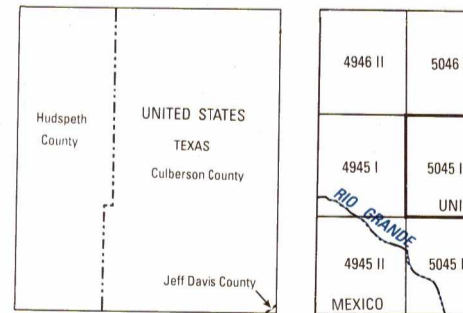 Hudspeth
County
UNITED STATES
TEXAS
Culberson County
Jeff Davis County
4946 II
5046
4945 I
5045 I
UNI
RIO GRANDE
4945 II
5045 I
MEXICO